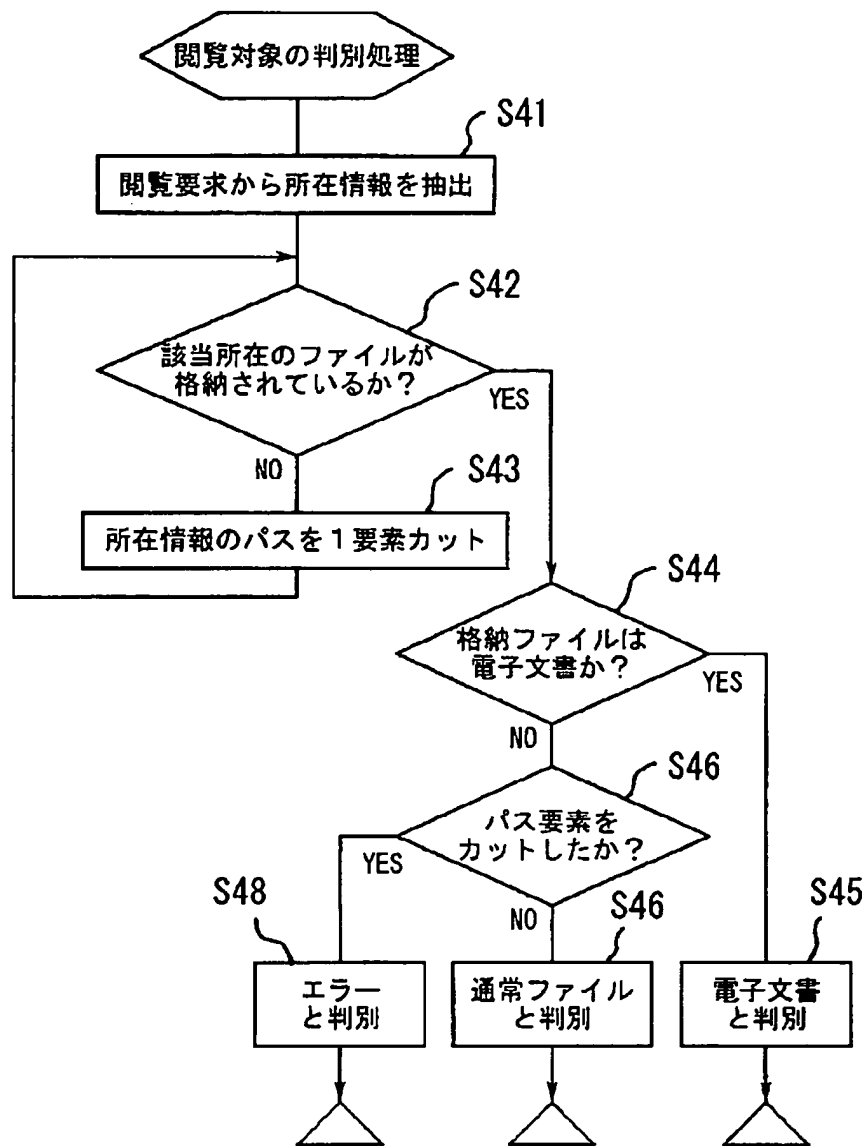 閲覧対象の判別処理
S41
閲覧要求から所在情報を抽出
S42
該当所在のファイルが
格納されているか？
YES
NO
S43
所在情報のパスを１要素カット
S44
格納ファイルは
電子文書か？
YES
NO
S46
パス要素を
カットしたか？
YES
NO
S48
エラー
と判別
S46
通常ファイル
と判別
S45
電子文書
と判別